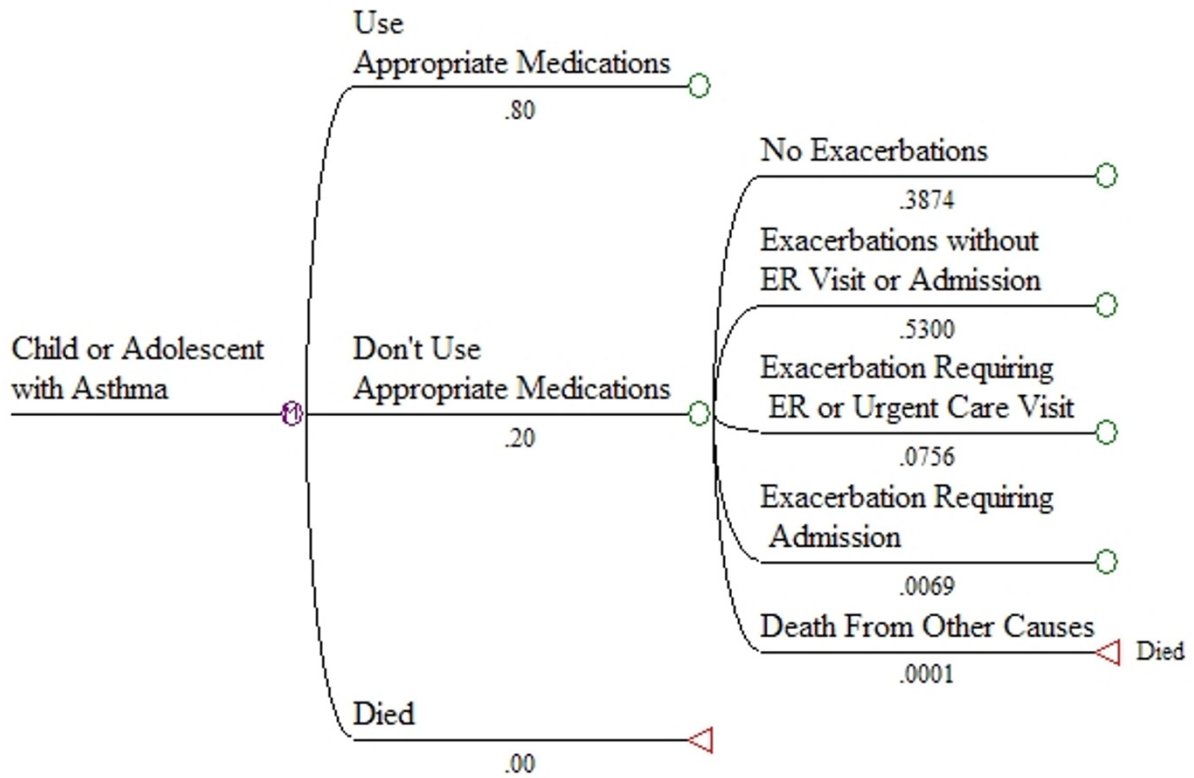 Use
Appropriate Medications
.80
No Exacerbations
.3874
Exacerbations without
ER Visit or Admission
.5300
Child or Adolescent
with Asthma
M
Don't Use
Appropriate Medications
.20
Exacerbation Requiring
ER or Urgent Care Visit
.0756
Exacerbation Requiring
Admission
.0069
Death From Other Causes
.0001
Died
Died
.00